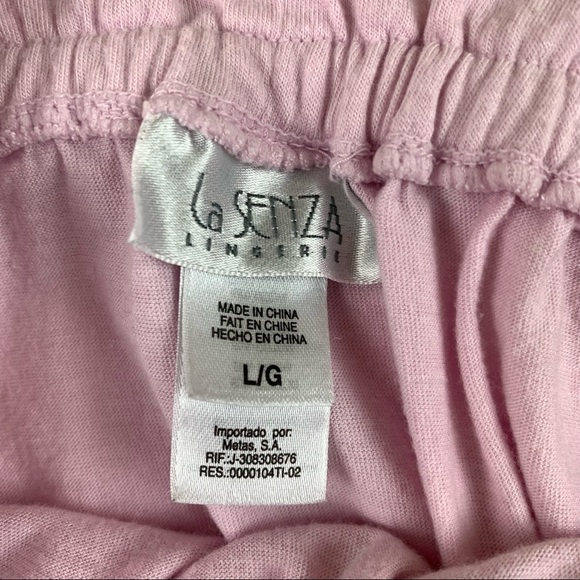 La SENZA
LINGERIE
MADE IN CHINA
FAIT EN CHINE
HECHO EN CHINA
L/G
Importado por:
Metas, S.A.
RIF.:J-308308676
RES.:0000104TI-02